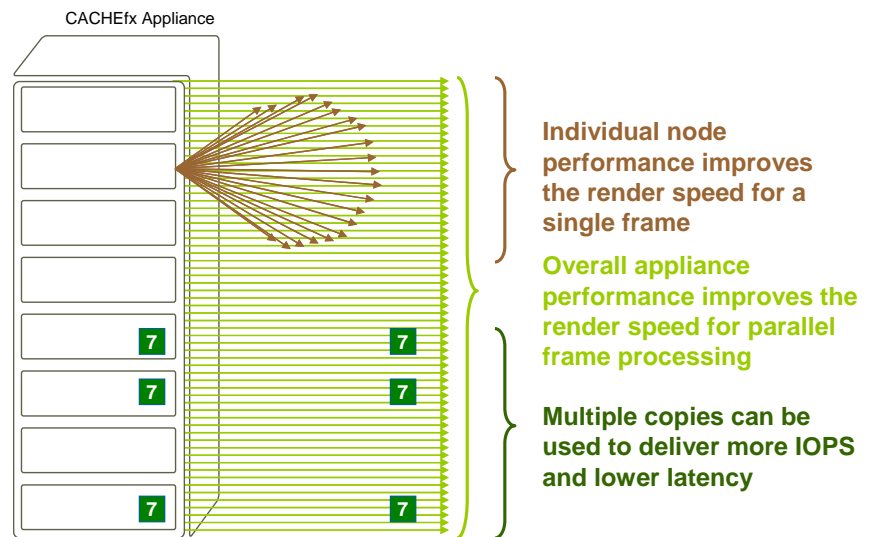 CACHEfx Appliance
Individual node
performance improves
the render speed for a
single frame
Overall appliance
performance improves the
render speed for parallel
frame processing
7 7
7 7
Multiple copies can be
used to deliver more IOPS
and lower latency
7 7